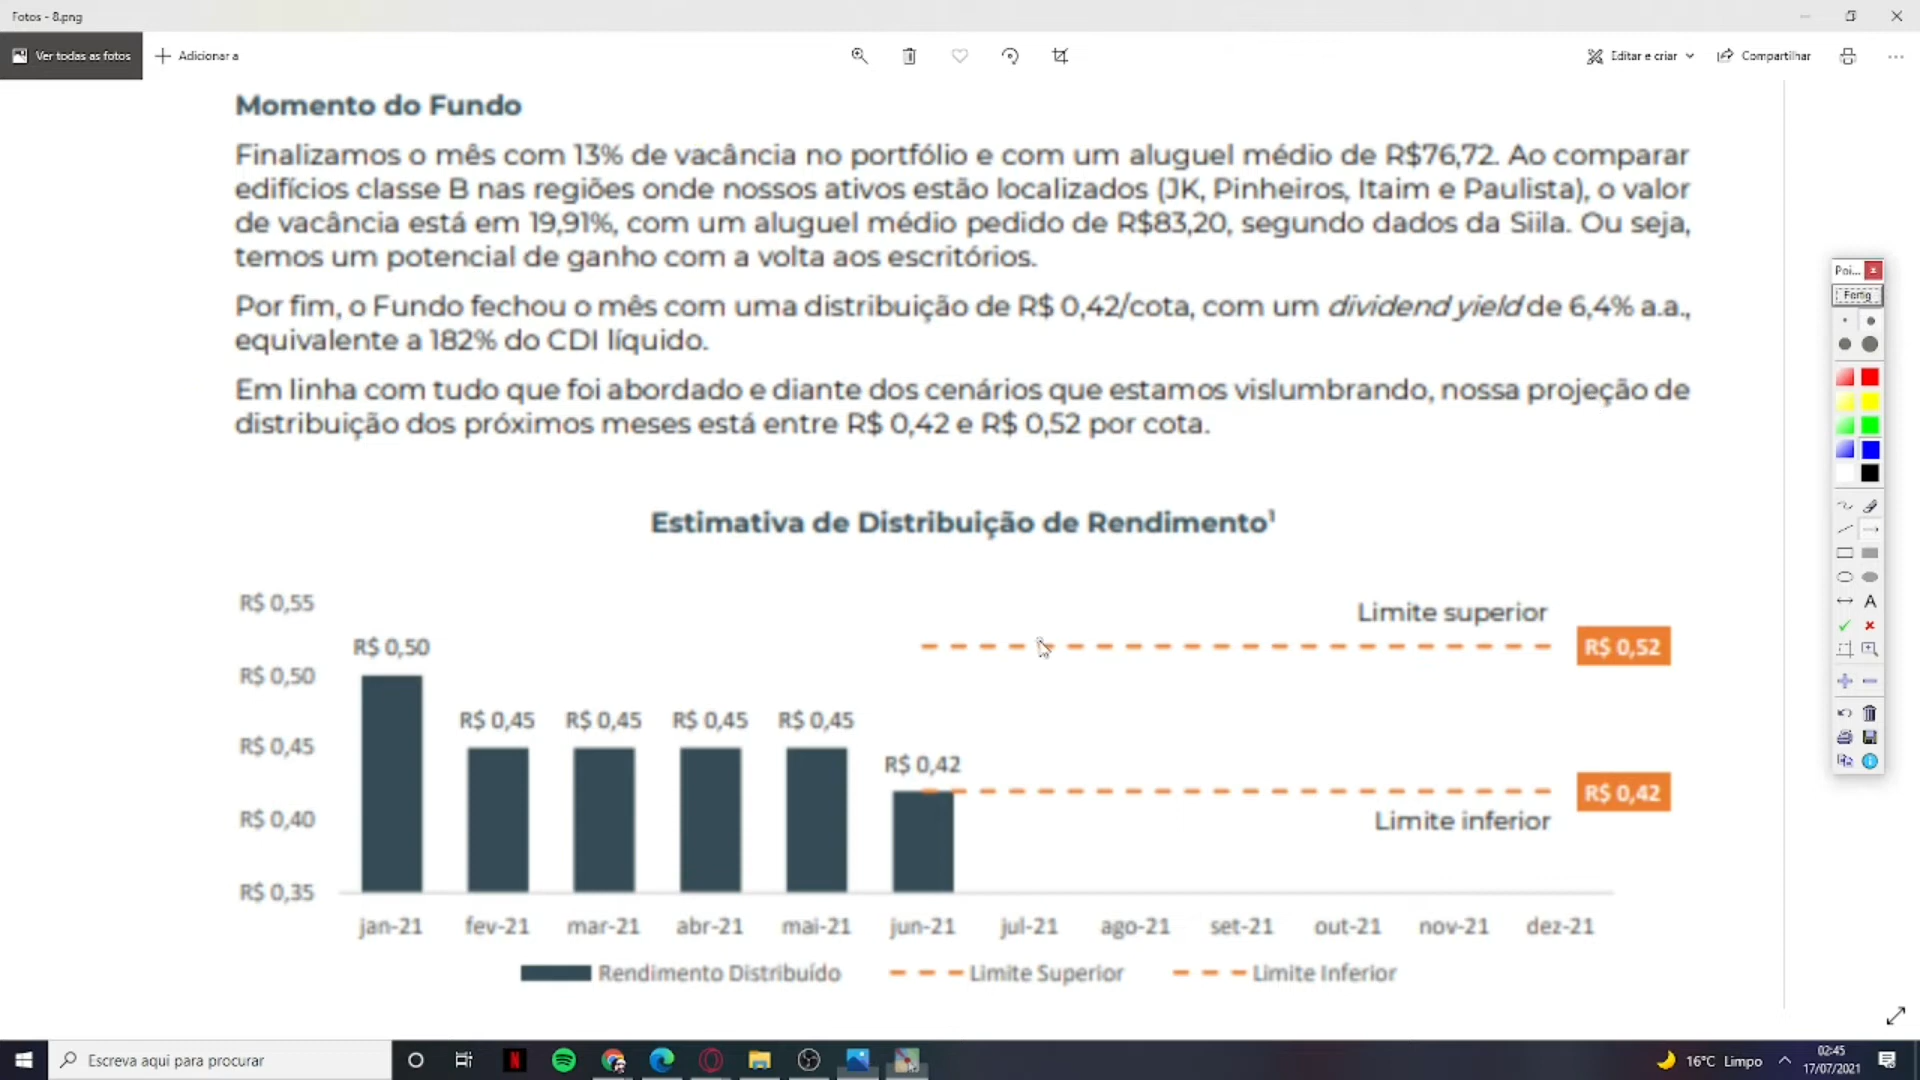 Fotos - 8.png
Ver todas as fotos
Adicionar a
Editar e criar
Compartilhar
Momento do Fundo
Finalizamos o mês com 13% de vacância no portfólio e com um aluguel médio de R$76,72. Ao comparar
edifícios classe B nas regiões onde nossos ativos estão localizados (JK, Pinheiros, Itaim e Paulista), o valor
de vacância está em 19,91%, com um aluguel médio pedido de R$83,20, segundo dados da Siila. Ou seja,
temos um potencial de ganho com a volta aos escritórios.
Por fim, o Fundo fechou o mês com uma distribuição de R$ 0,42/cota, com um dividend yield de 6,4% a.a.,
equivalente a 182% do CDI líquido.
Em linha com tudo que foi abordado e diante dos cenários que estamos vislumbrando, nossa projeção de
distribuição dos próximos meses está entre R$ 0,42 e R$ 0,52 por cota.
Poi...
Fertig
A
Estimativa de Distribuição de Rendimento¹
R$ 0,55
R$ 0,50
R$ 0,45
R$ 0,40
R$ 0,35
R$ 0,50
R$ 0,45
R$ 0,45
R$ 0,45
R$ 0,45
R$ 0,42
Limite superior
R$ 0,52
R$ 0,42
Limite inferior
jan-21 fev-21 mar-21 abr-21 mai-21 jun-21 jul-21 ago-21 set-21 out-21 nov-21 dez-21
Rendimento Distribuído Limite Superior Limite Inferior
Escreva aqui para procurar
N
16°C Limpo
02:45
17/07/2021